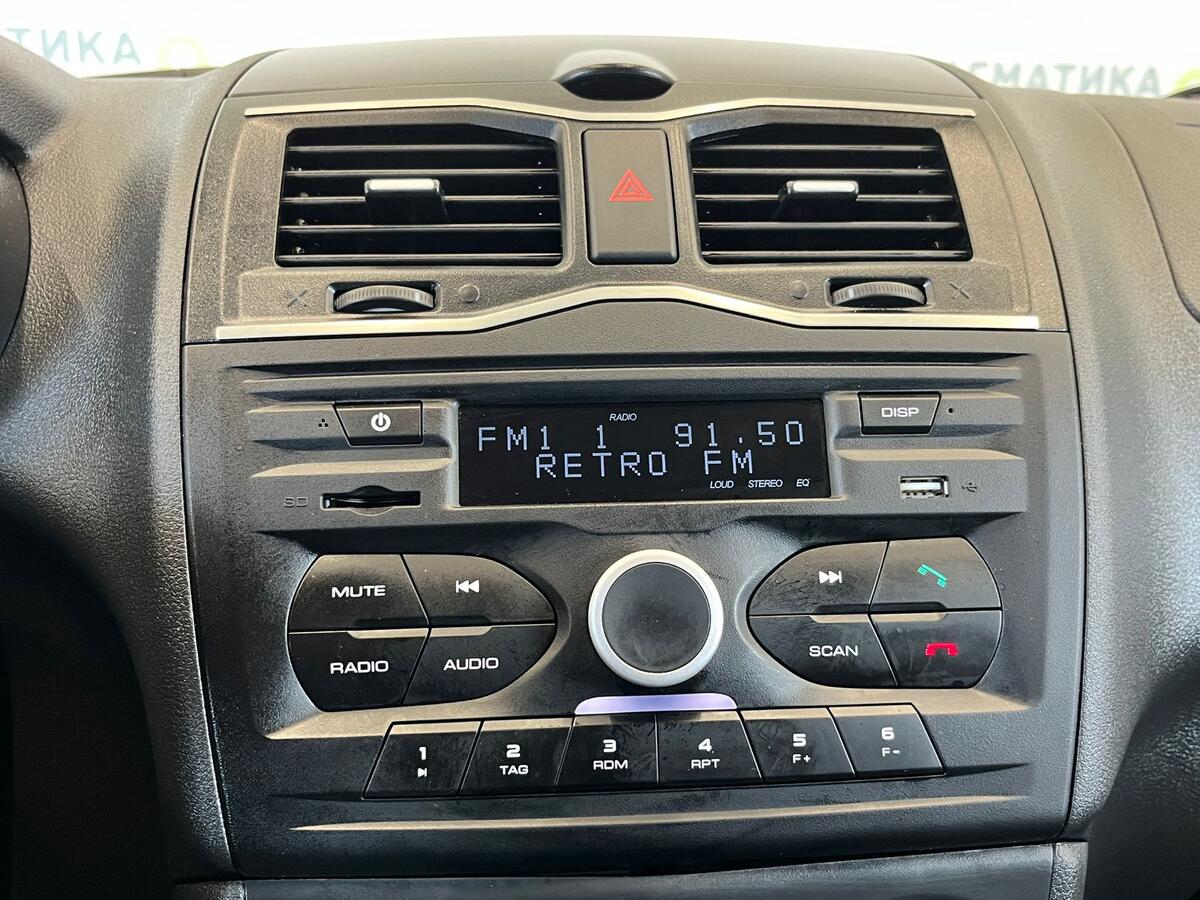 ТИКА
ЕМАТИКА
RADIO
FM1 1 91.50
RETRO FM
LOUD STEREO EQ
DISP
SD
MUTE
RADIO
AUDIO
SCAN
1
2
TAG
3
RDM
4
RPT
5
F+
6
F-